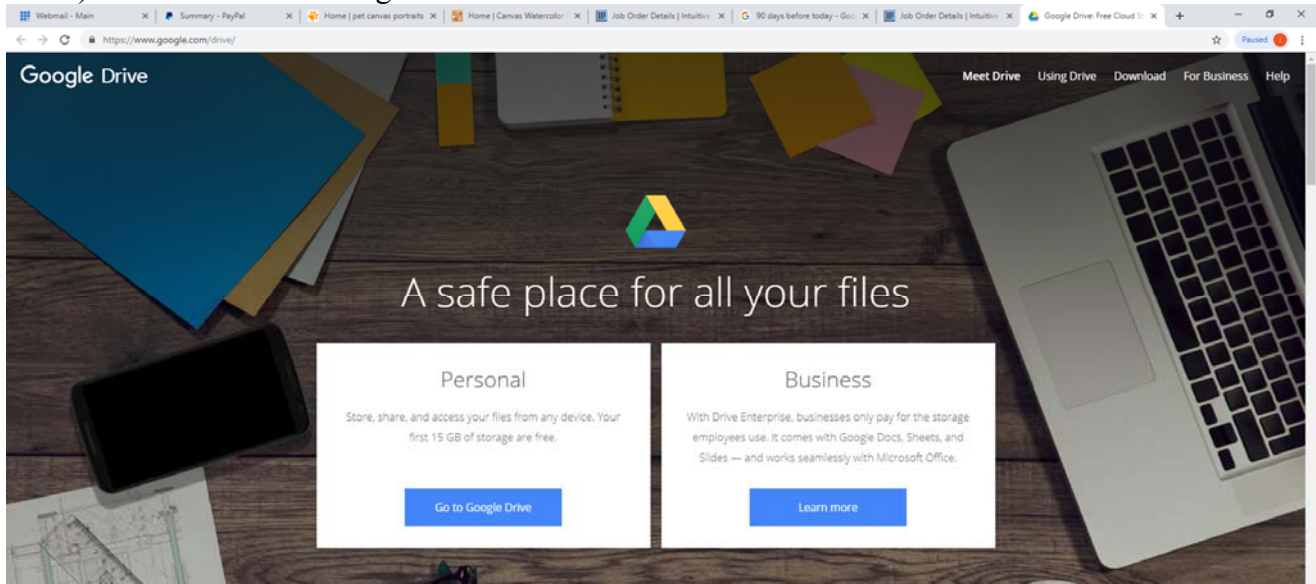 Webmail - Main
Summary - PayPal
Home | pet canvas portraits
Home | Canvas Watercolor
Job Order Details | Intuitive
90 days before today - Goo
Job Order Details | Intuitive
Google Drive: Free Cloud St
https://www.google.com/drive/
Paused
Google Drive
Meet Drive Using Drive Download For Business Help
A safe place for all your files
Personal
Store, share, and access your files from any device. Your
first 15 GB of storage are free.
Go to Google Drive
Business
With Drive Enterprise, businesses only pay for the storage
employees use. It comes with Google Docs, Sheets, and
Slides — and works seamlessly with Microsoft Office.
Learn more